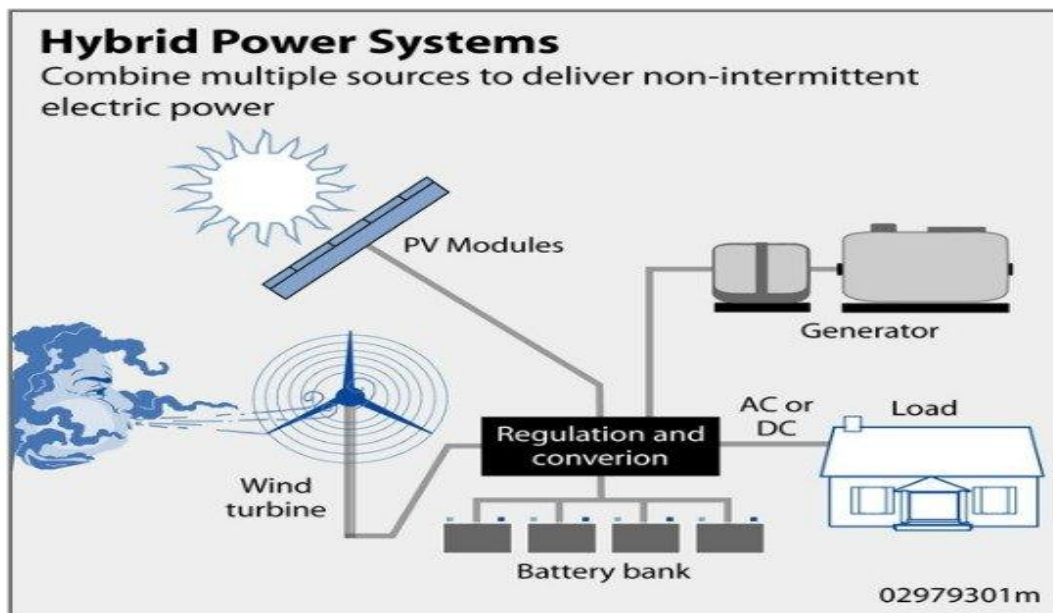 Hybrid Power Systems
Combine multiple sources to deliver non-intermittent
electric power
PV Modules
Generator
AC or
DC
Load
Regulation and
converion
Wind
turbine
Battery bank
02979301m